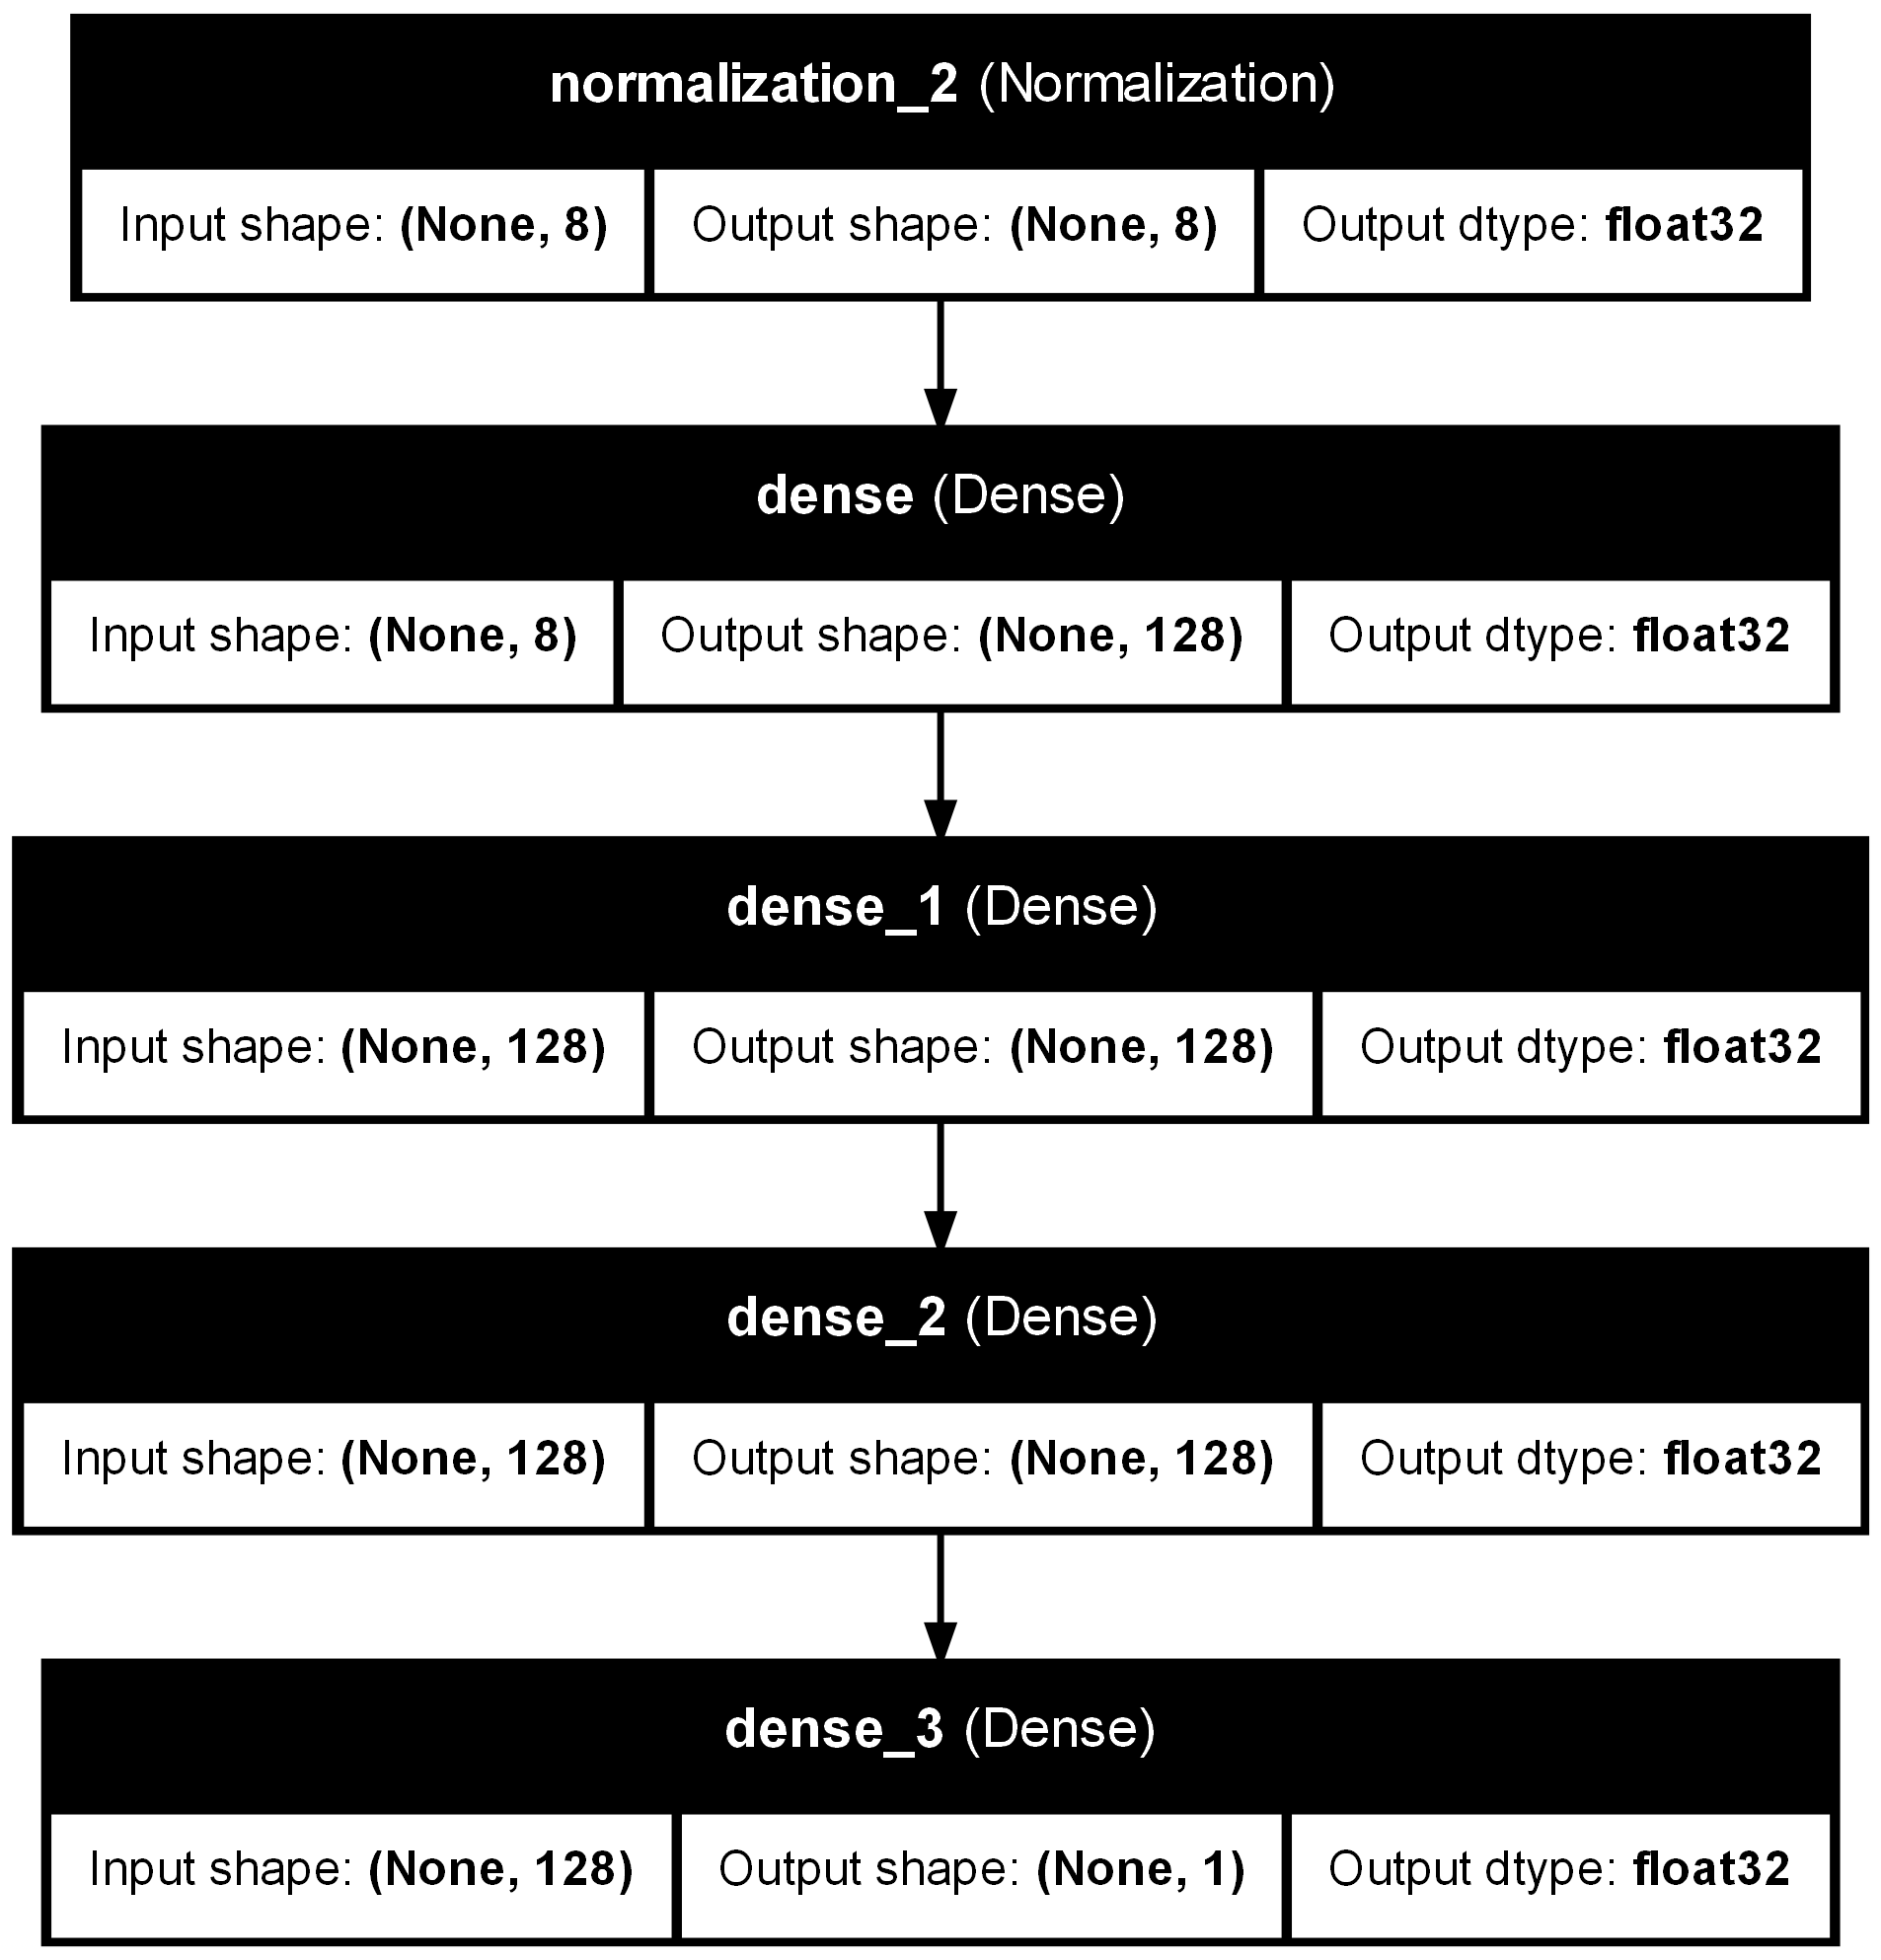 normalization_2 (Normalization)
Input shape: (None, 8) Output shape: (None, 8) Output dtype: float32
dense (Dense)
Input shape: (None, 8) Output shape: (None, 128) Output dtype: float32
dense_1 (Dense)
Input shape: (None, 128) Output shape: (None, 128) Output dtype: float32
dense_2 (Dense)
Input shape: (None, 128) Output shape: (None, 128) Output dtype: float32
dense_3 (Dense)
Input shape: (None, 128) Output shape: (None, 1) Output dtype: float32